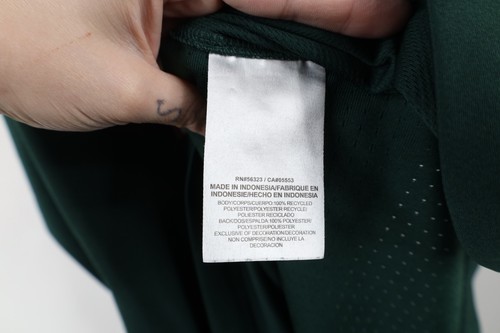 RN#56323 / CA#05553
MADE IN INDONESIA/FABRIQUE EN
INDONESIE/HECHO EN INDONESIA
BODY/CORPS/CUERPO:100% RECYCLED
POLYESTER/POLYESTER RECYCLE/
POLIESTER RECICLADO
BACK/DOS/ESPALDA:100% POLYESTER/
POLYESTER/POLIESTER
EXCLUSIVE OF DECORATION/DECORATION
NON COMPRISE/NO INCLUYE LA
DECORACION